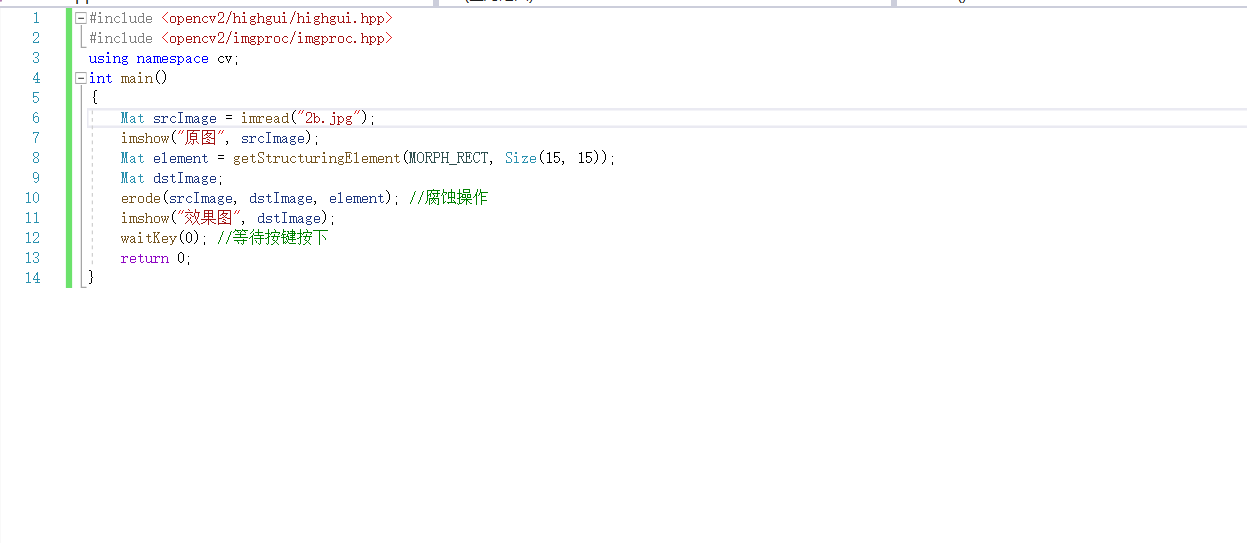 1 #include <opencv2/highgui/highgui.hpp>
2 #include <opencv2/imgproc/imgproc.hpp>
3 using namespace cv;
4 int main()
5 {
6 Mat srcImage = imread("2b.jpg");
7 imshow("原图", srcImage);
8 Mat element = getStructuringElement(MORPH_RECT, Size(15, 15));
9 Mat dstImage;
10 erode(srcImage, dstImage, element); //腐蚀操作
11 imshow("效果图", dstImage);
12 waitKey(0); //等待按键按下
13 return 0;
14 }